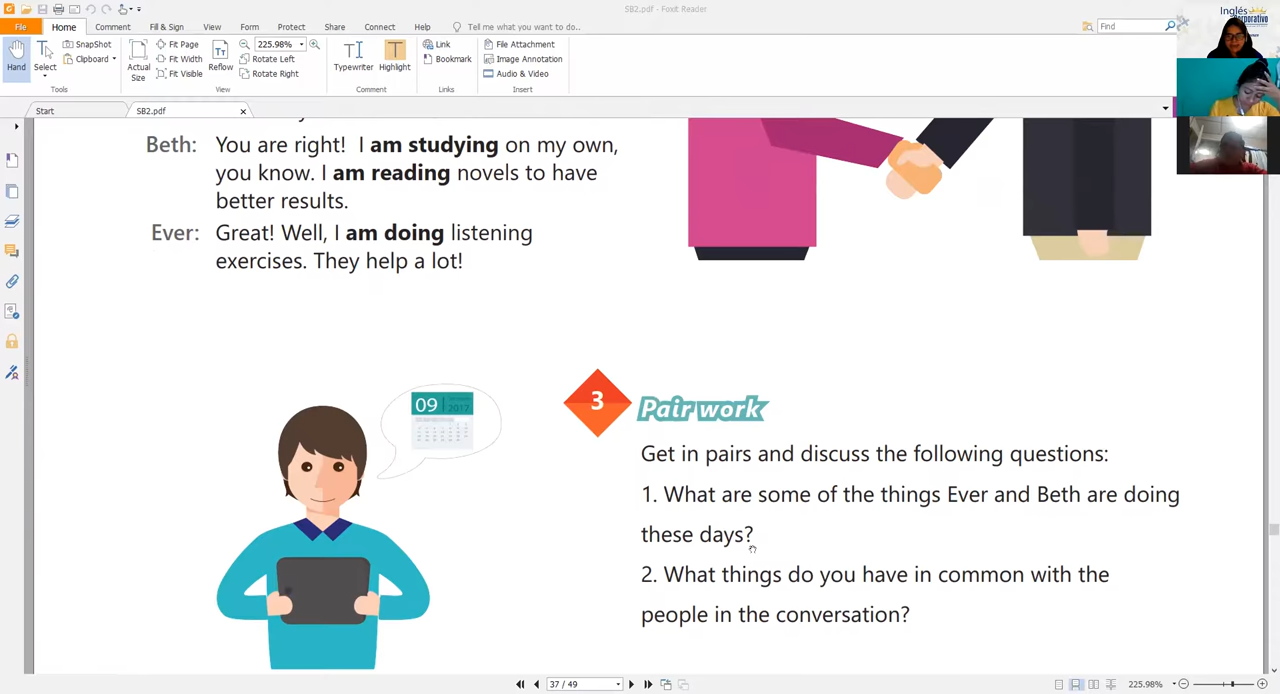 SB2.pdf - Foxit Reader
File
Home
Comment
Fill & Sign
View
Form
Protect
Share
Connect
Help
Tell me what you want to do..
Find
Hand
Select
SnapShot
Clipboard
Actual
Size
Fit Page
Fit Width
Fit Visible
Reflow
225.98%
Rotate Left
Rotate Right
Typewriter
Highlight
Link
Bookmark
File Attachment
Image Annotation
Audio & Video
Tools
View
Comment
Links
Insert
Inglés
Corporativo
Start
SB2.pdf
Beth: You are right! I am studying on my own,
you know. I am reading novels to have
better results.
Ever: Great! Well, I am doing listening
exercises. They help a lot!
09
2017
3
Pair work
Get in pairs and discuss the following questions:
1. What are some of the things Ever and Beth are doing
these days?
2. What things do you have in common with the
people in the conversation?
37 / 49
225.98%